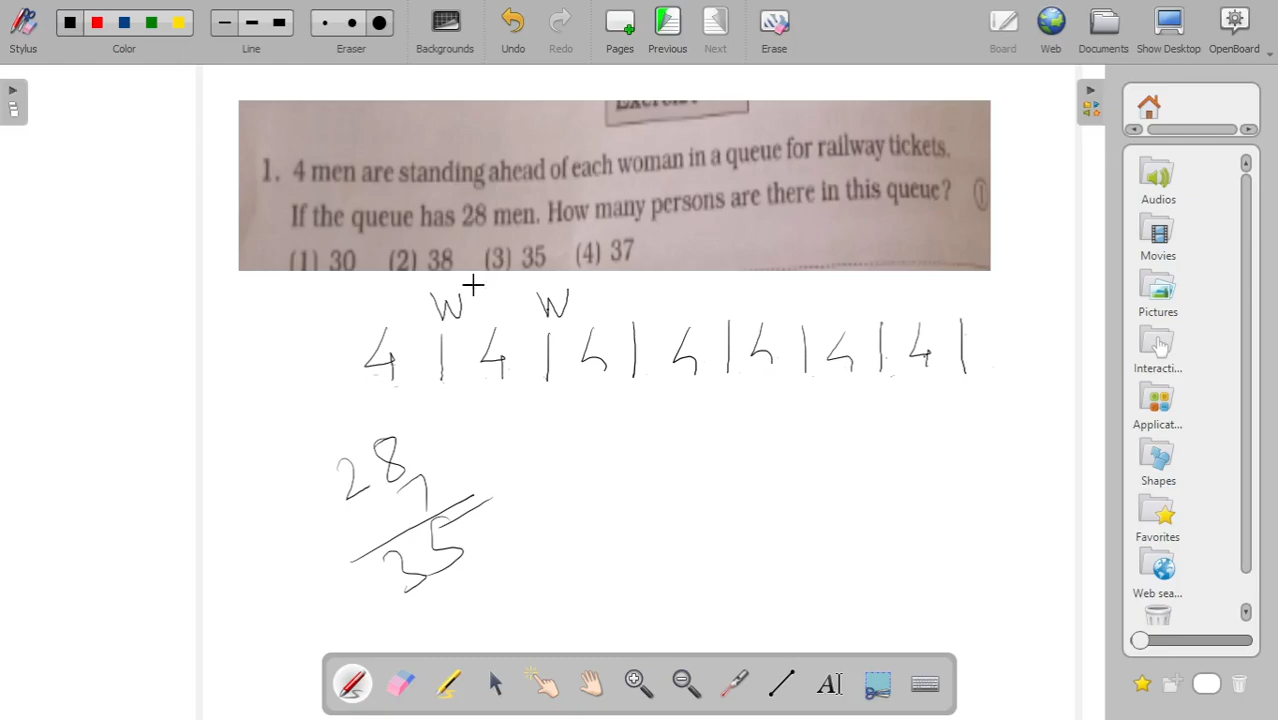 Stylus Color Line Eraser Backgrounds Undo Redo Pages Previous Next Erase Board Web Documents Show Desktop OpenBoard
1. 4 men are standing ahead of each woman in a queue for railway tickets.
If the queue has 28 men. How many persons are there in this queue?
(1) 30 (2) 38 (3) 35 (4) 37
W W
4 | 4 | 4 | 4 | 4 | 4 | 4 |
28
7
35
Audios
Movies
Pictures
Interacti...
Applicat...
Shapes
Favorites
Web sea...